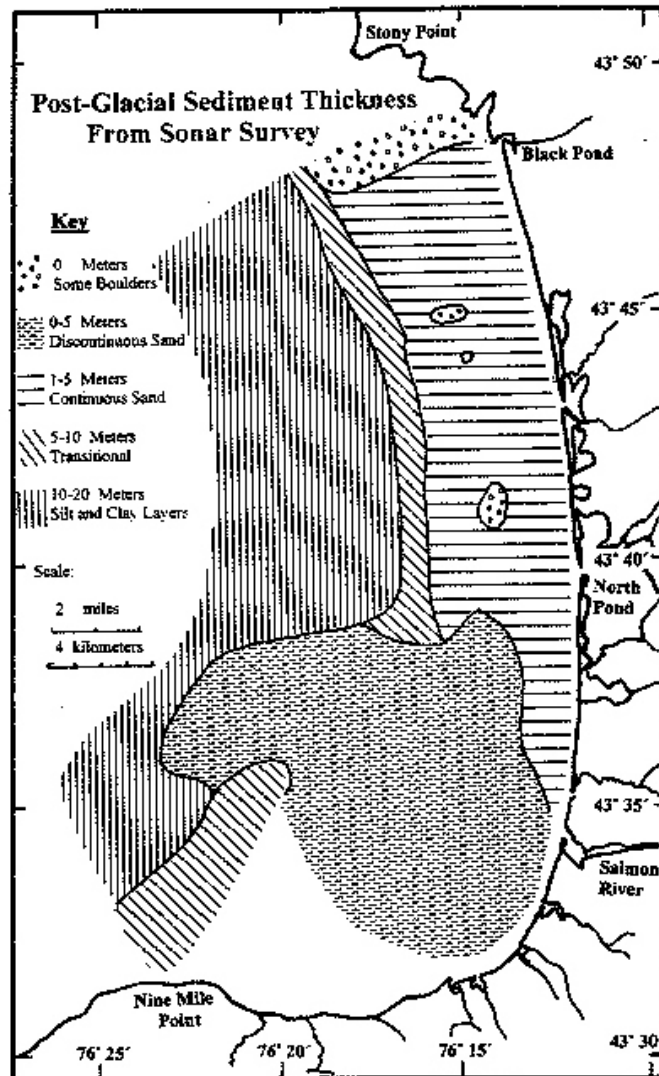 Stony Point
43° 50′
Post-Glacial Sediment Thickness
From Sonar Survey
Black Pond
Key
0 Meters
Some Boulders
43° 45′
0-5 Meters
Discontinuous Sand
1-5 Meters
Continuous Sand
5-10 Meters
Transitional
10-20 Meters
Silt and Clay Layers
43° 40′
Scale:
North
Pond
2 miles
4 kilometers
43° 35′
Salmon
River
Nine Mile
Point
43° 30′
76° 25′
76° 20′
76° 15′